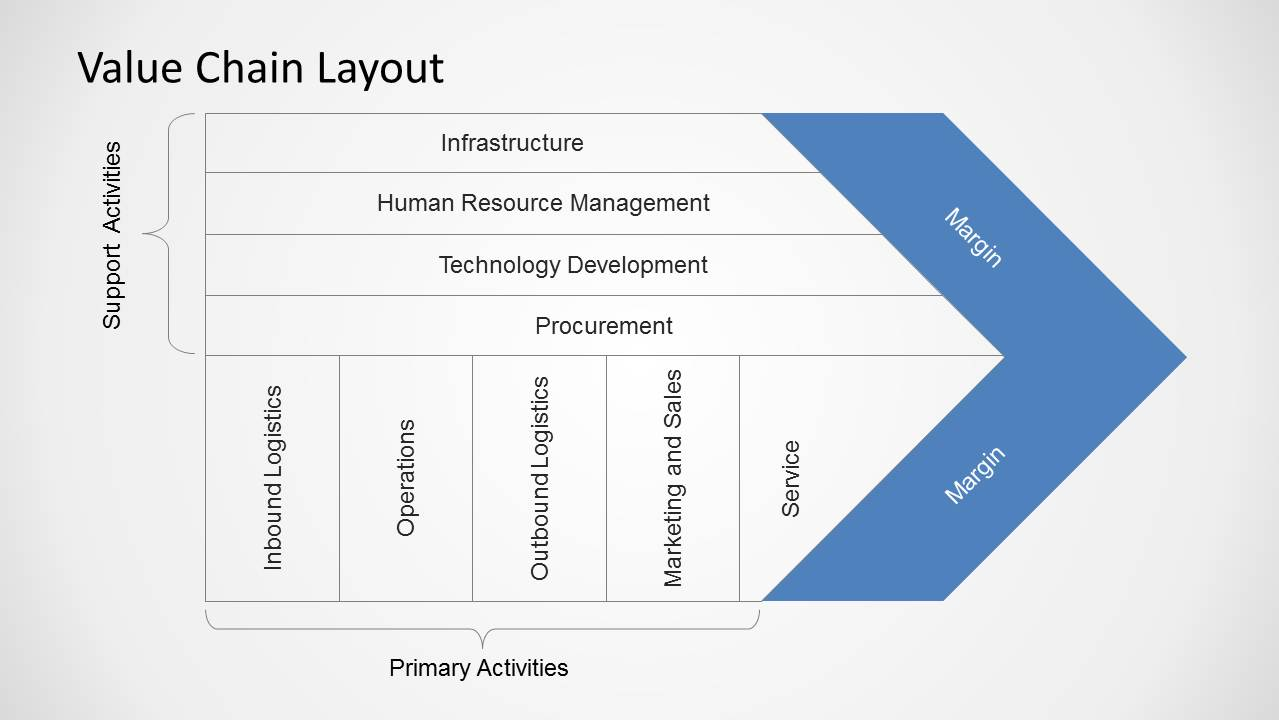 Value Chain Layout
Support Activities
Infrastructure
Human Resource Management
Technology Development
Procurement
Margin
Inbound Logistics
Operations
Outbound Logistics
Marketing and Sales
Service
Margin
Primary Activities